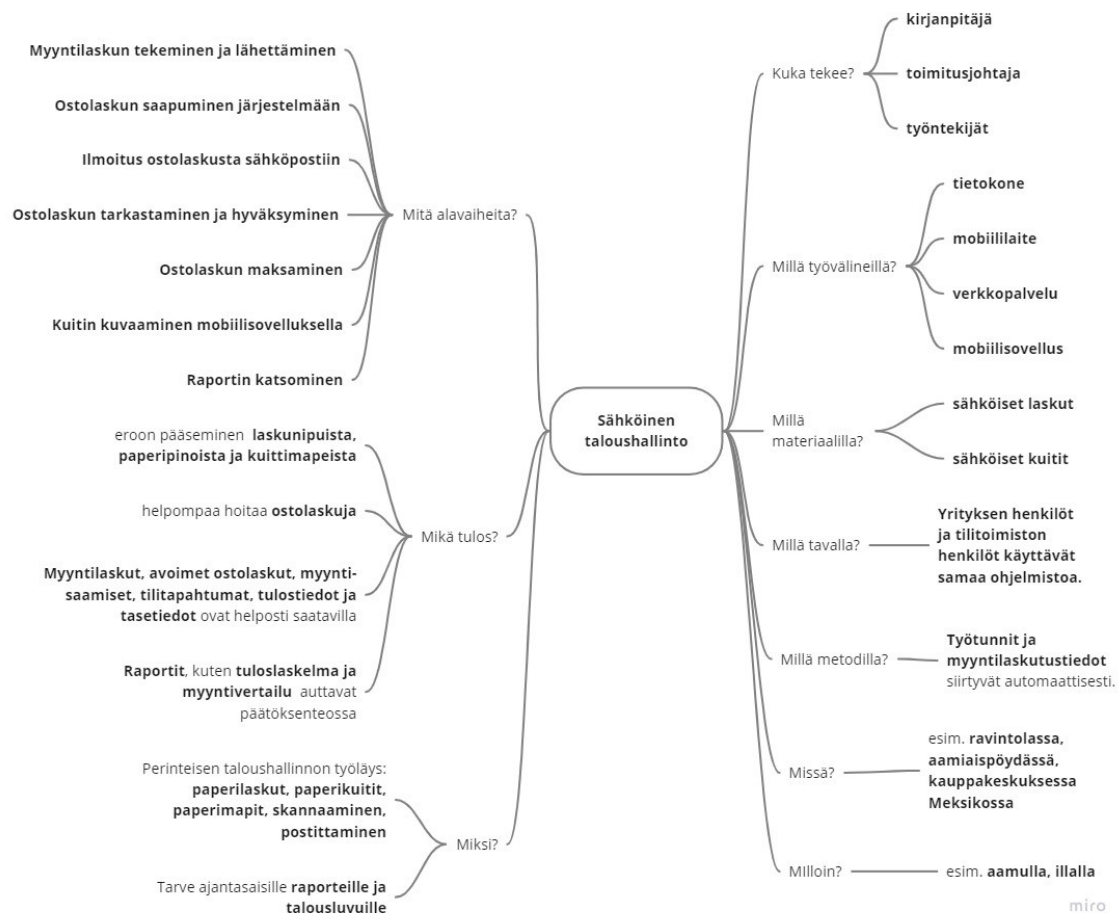 Sähköinen
taloushallinto
Kuka tekee?
kirjanpitäjä
toimitusjohtaja
työntekijät
Millä työvälineillä?
tietokone
mobiililaite
verkkopalvelu
mobiilisovellus
Millä
materiaalilla?
sähköiset laskut
sähköiset kuitit
Millä tavalla?
Yrityksen henkilöt
ja tilitoimiston
henkilöt käyttävät
samaa ohjelmistoa.
Millä metodilla?
Työtunnit ja
myyntilaskutustiedot
siirtyvät automaattisesti.
Missä?
esim. ravintolassa,
aamiaispöydässä,
kauppakeskuksessa
Meksikossa
MIlloin?
esim. aamulla, illalla
Mitä alavaiheita?
Myyntilaskun tekeminen ja lähettäminen
Ostolaskun saapuminen järjestelmään
Ilmoitus ostolaskusta sähköpostiin
Ostolaskun tarkastaminen ja hyväksyminen
Ostolaskun maksaminen
Kuitin kuvaaminen mobiilisovelluksella
Raportin katsominen
Mikä tulos?
eroon pääseminen laskunipuista,
paperipinoista ja kuittimapeista
helpompaa hoitaa ostolaskuja
Myyntilaskut, avoimet ostolaskut, myynti-
saamiset, tilitapahtumat, tulostiedot ja
tasetiedot ovat helposti saatavilla
Raportit, kuten tuloslaskelma ja
myyntivertailu auttavat
päätöksenteossa
Miksi?
Perinteisen taloushallinnon työläys:
paperilaskut, paperikuitit,
paperimapit, skannaaminen,
postittaminen
Tarve ajantasaisille raporteille ja
talousluvuille
miro